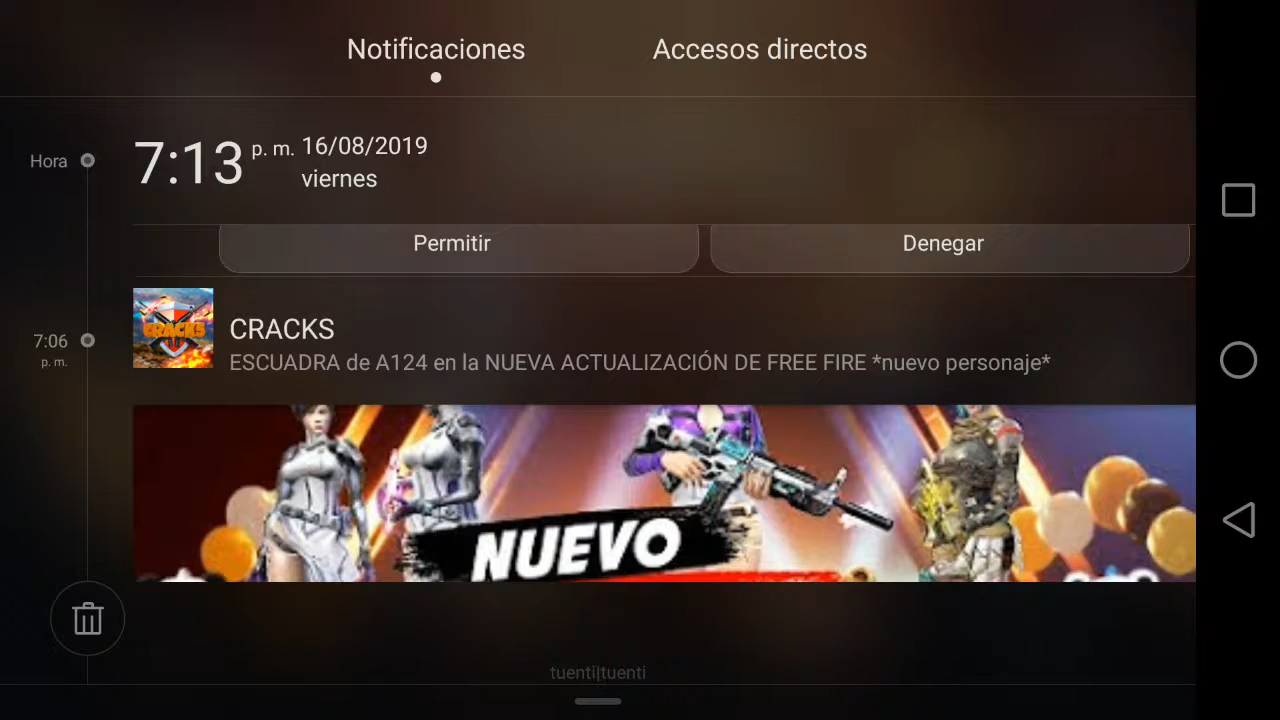 Notificaciones
Accesos directos
Hora
7:13 p. m. 16/08/2019
viernes
Permitir
Denegar
CRACKS
7:06
p. m.
CRACKS
ESCUADRA de A124 en la NUEVA ACTUALIZACIÓN DE FREE FIRE *nuevo personaje*
NUEVO
tuenti|tuenti